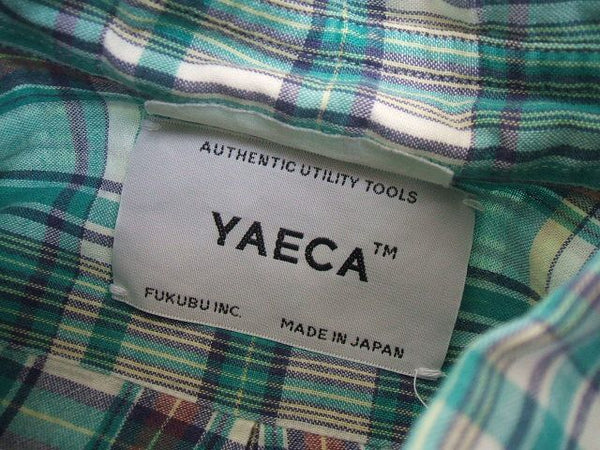 AUTHENTIC UTILITY TOOLS
YAECA™
FUKUBU INC.
MADE IN JAPAN